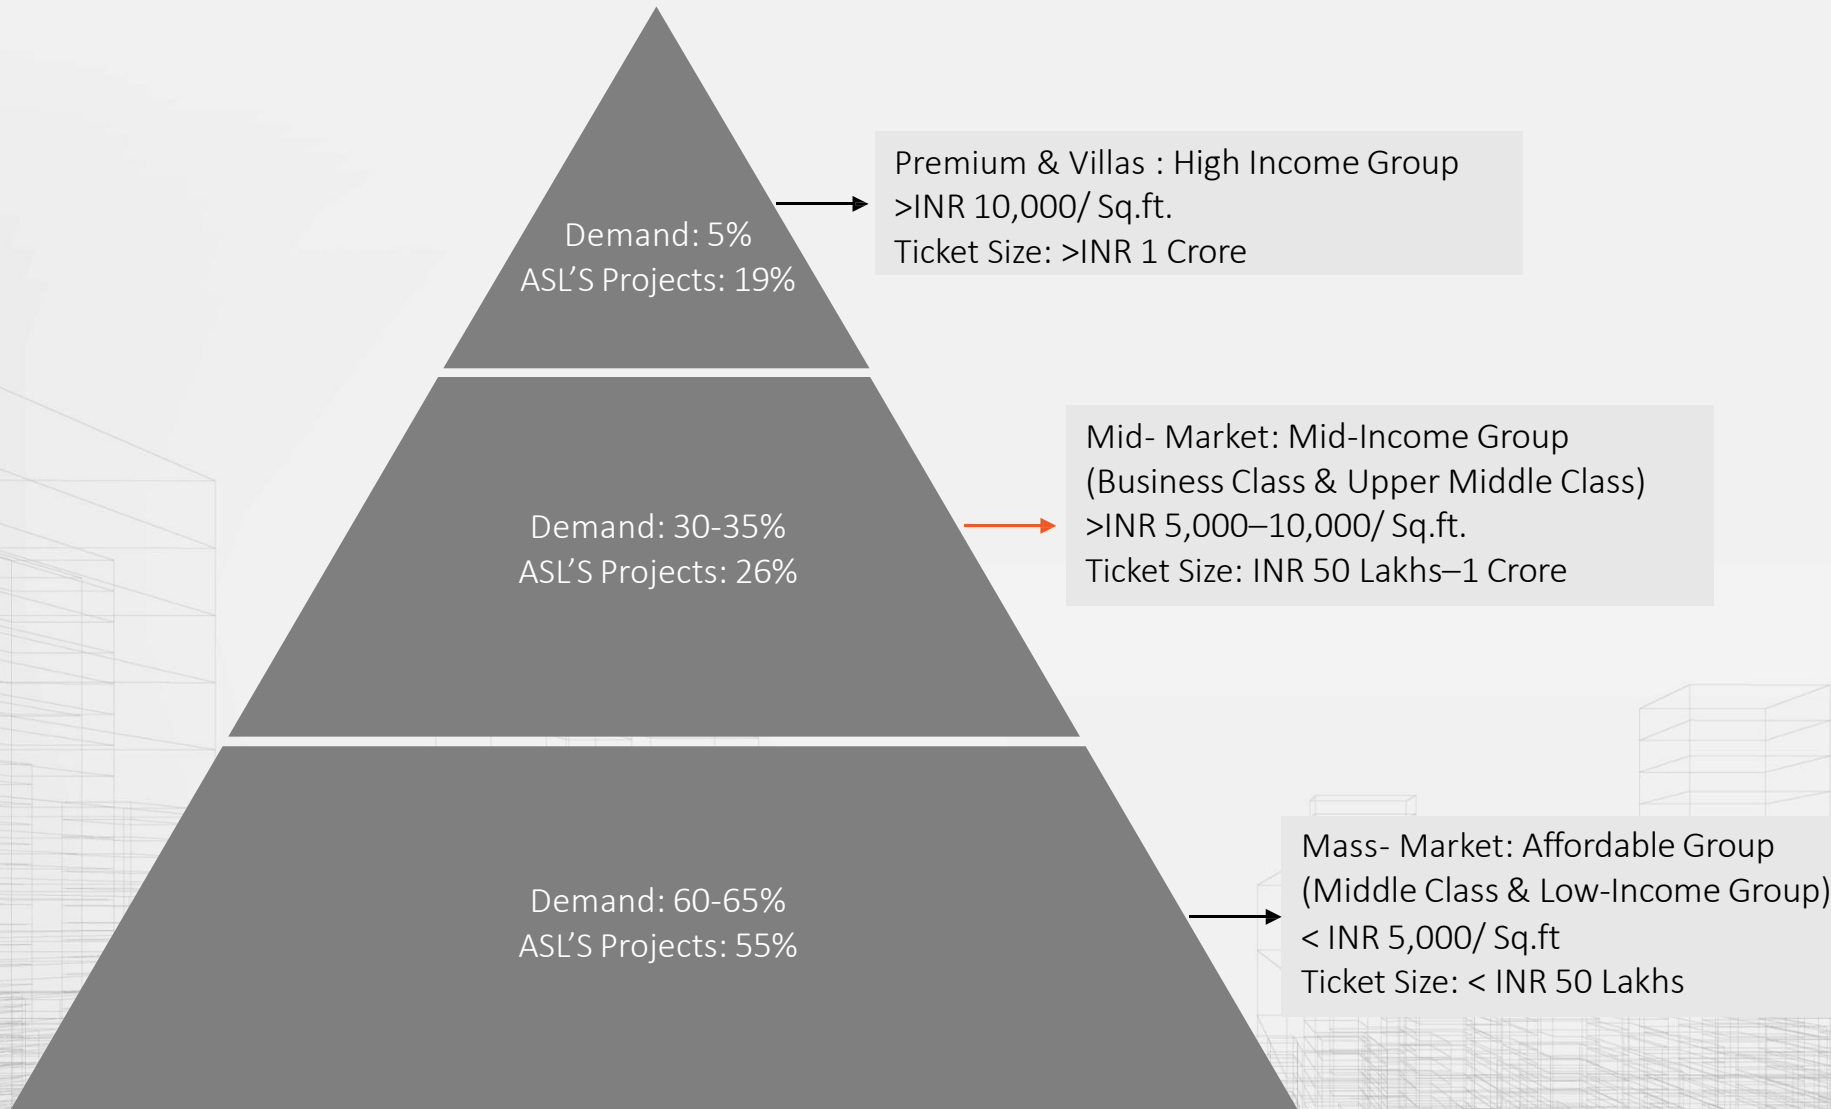 Demand: 5%
ASL’S Projects: 19%
Premium & Villas : High Income Group
>INR 10,000/ Sq.ft.
Ticket Size: >INR 1 Crore
Demand: 30-35%
ASL’S Projects: 26%
Mid- Market: Mid-Income Group
(Business Class & Upper Middle Class)
>INR 5,000–10,000/ Sq.ft.
Ticket Size: INR 50 Lakhs–1 Crore
Demand: 60-65%
ASL’S Projects: 55%
Mass- Market: Affordable Group
(Middle Class & Low-Income Group)
< INR 5,000/ Sq.ft
Ticket Size: < INR 50 Lakhs